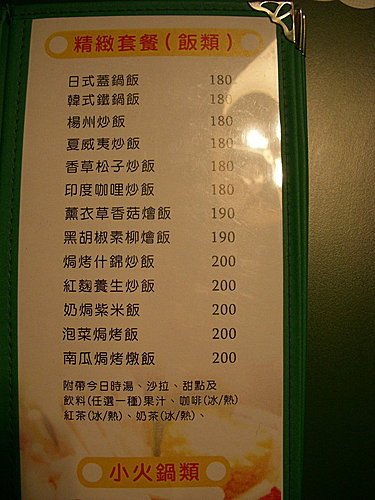 精緻套餐(飯類)
日式蓋鍋飯 180
韓式鐵鍋飯 180
楊州炒飯 180
夏威夷炒飯 180
香草松子炒飯 180
印度咖哩炒飯 180
薰衣草香菇燴飯 190
黑胡椒素柳燴飯 190
焗烤什錦炒飯 200
紅麴養生炒飯 200
奶焗紫米飯 200
泡菜焗烤飯 200
南瓜焗烤燉飯 200
附帶今日時湯、沙拉、甜點及
飲料(任選一種)果汁、咖啡(冰/熱)
紅茶(冰/熱)、奶茶(冰/熱)、
小火鍋類